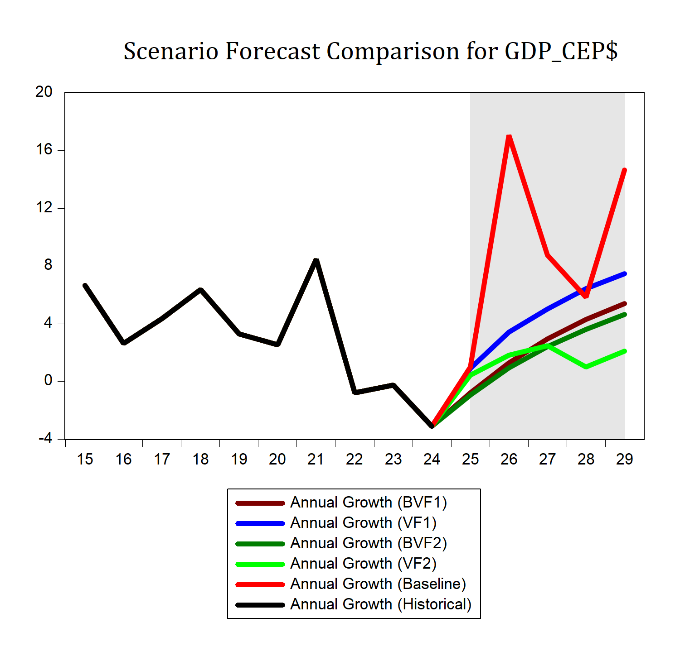 Scenario Forecast Comparison for GDP_CEP$
20
16
12
8
4
0
-4
15 16 17 18 19 20 21 22 23 24 25 26 27 28 29
Annual Growth (BVF1)
Annual Growth (VF1)
Annual Growth (BVF2)
Annual Growth (VF2)
Annual Growth (Baseline)
Annual Growth (Historical)